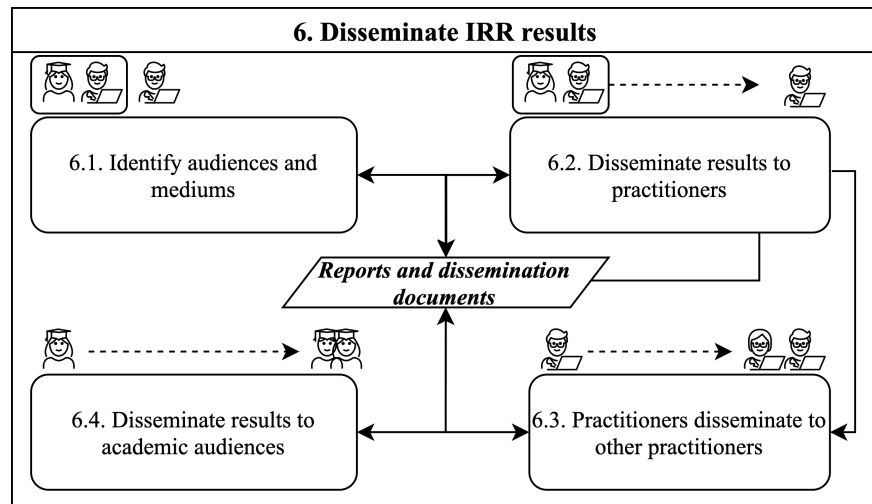 6. Disseminate IRR results
6.1. Identify audiences and
mediums
6.2. Disseminate results to
practitioners
Reports and dissemination
documents
6.4. Disseminate results to
academic audiences
6.3. Practitioners disseminate to
other practitioners